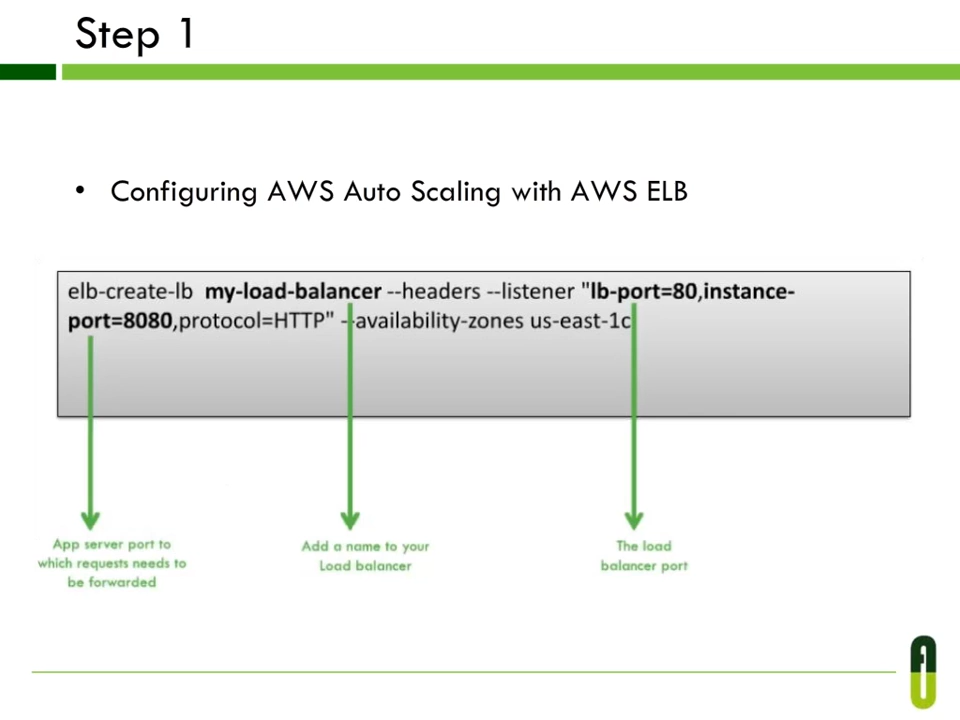 Step 1
• Configuring AWS Auto Scaling with AWS ELB
elb-create-lb my-load-balancer --headers --listener "lb-port=80,instance-
port=8080,protocol=HTTP" --availability-zones us-east-1c
App server port to
which requests needs to
be forwarded
Add a name to your
Load balancer
The load
balancer port